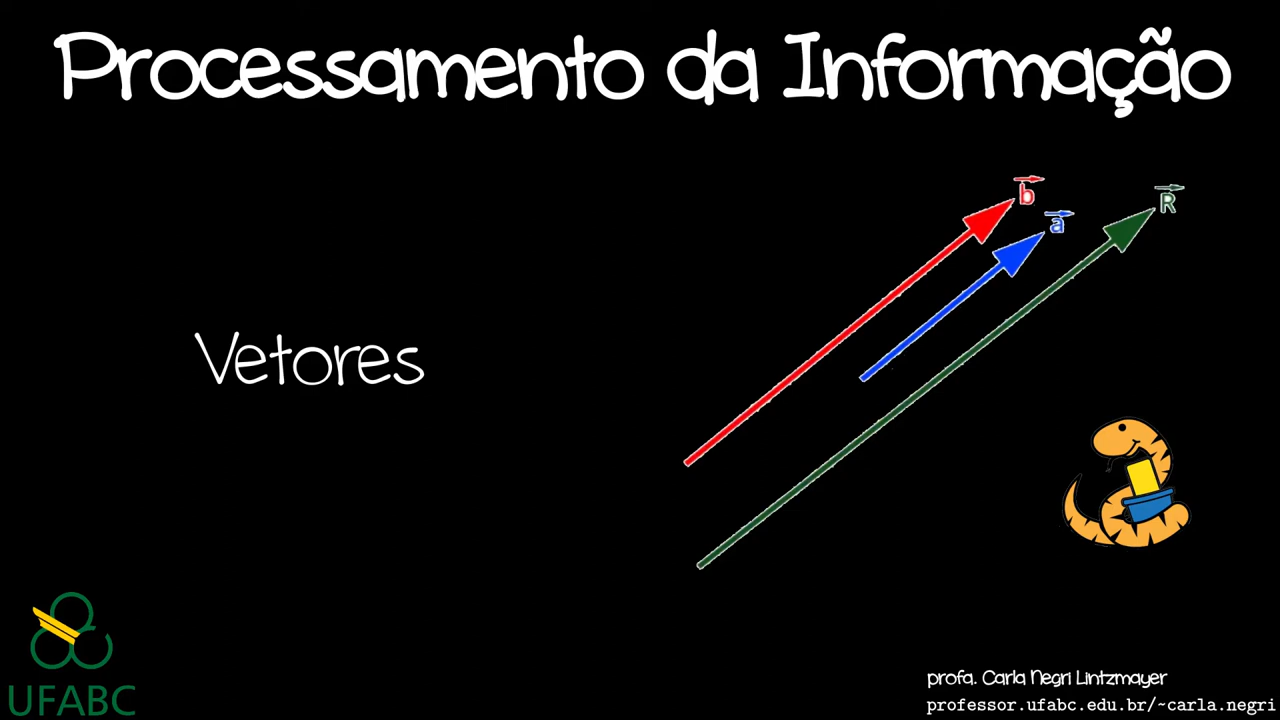 Processamento da Informação
b
a
R
Vetores
UFABC
profa. Carla Negri Lintzmayer
professor.ufabc.edu.br/~carla.negri